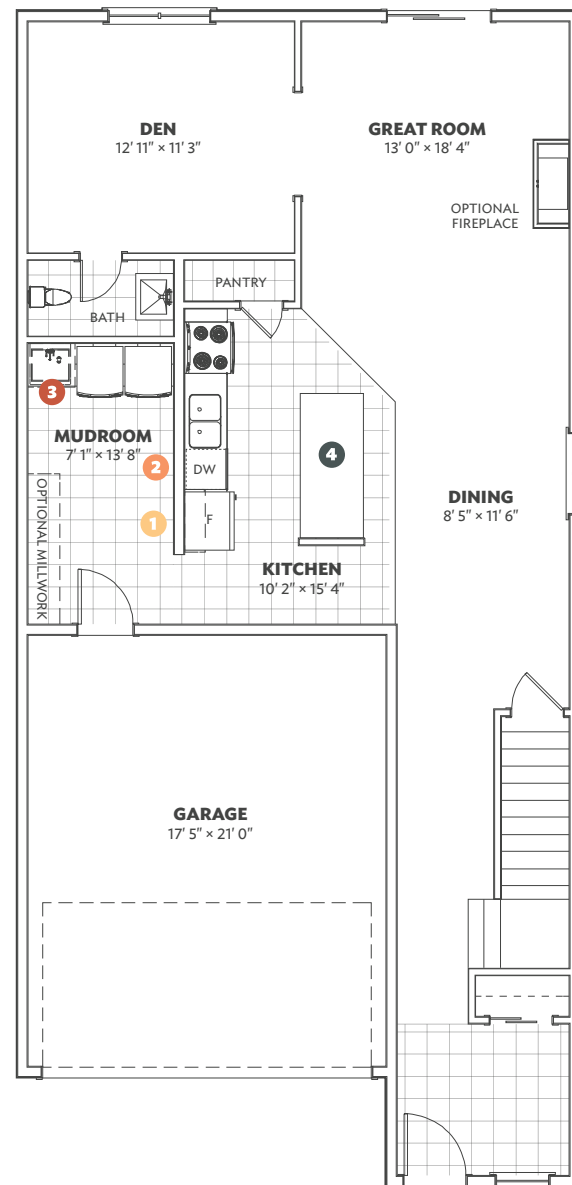 DEN
12' 11" × 11' 3"
GREAT ROOM
13' 0" × 18' 4"
OPTIONAL
FIREPLACE
PANTRY
BATH
3
MUDROOM
7' 1" × 13' 8"
2
DW
4
1
F
DINING
8' 5" × 11' 6"
OPTIONAL MILLWORK
KITCHEN
10' 2" × 15' 4"
GARAGE
17' 5" × 21' 0"